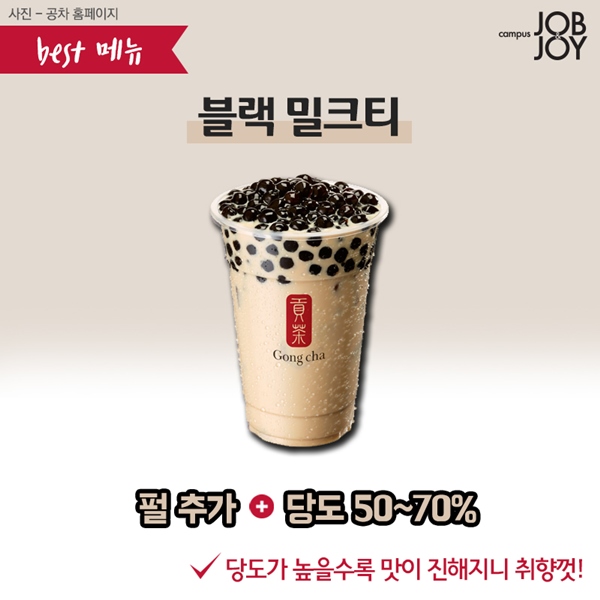 사진 - 공차 홈페이지
campus JOB & JOY
best 메뉴
블랙 밀크티
貢茶
Gong cha
펄 추가 + 당도 50~70%
당도가 높을수록 맛이 진해지니 취향껏!